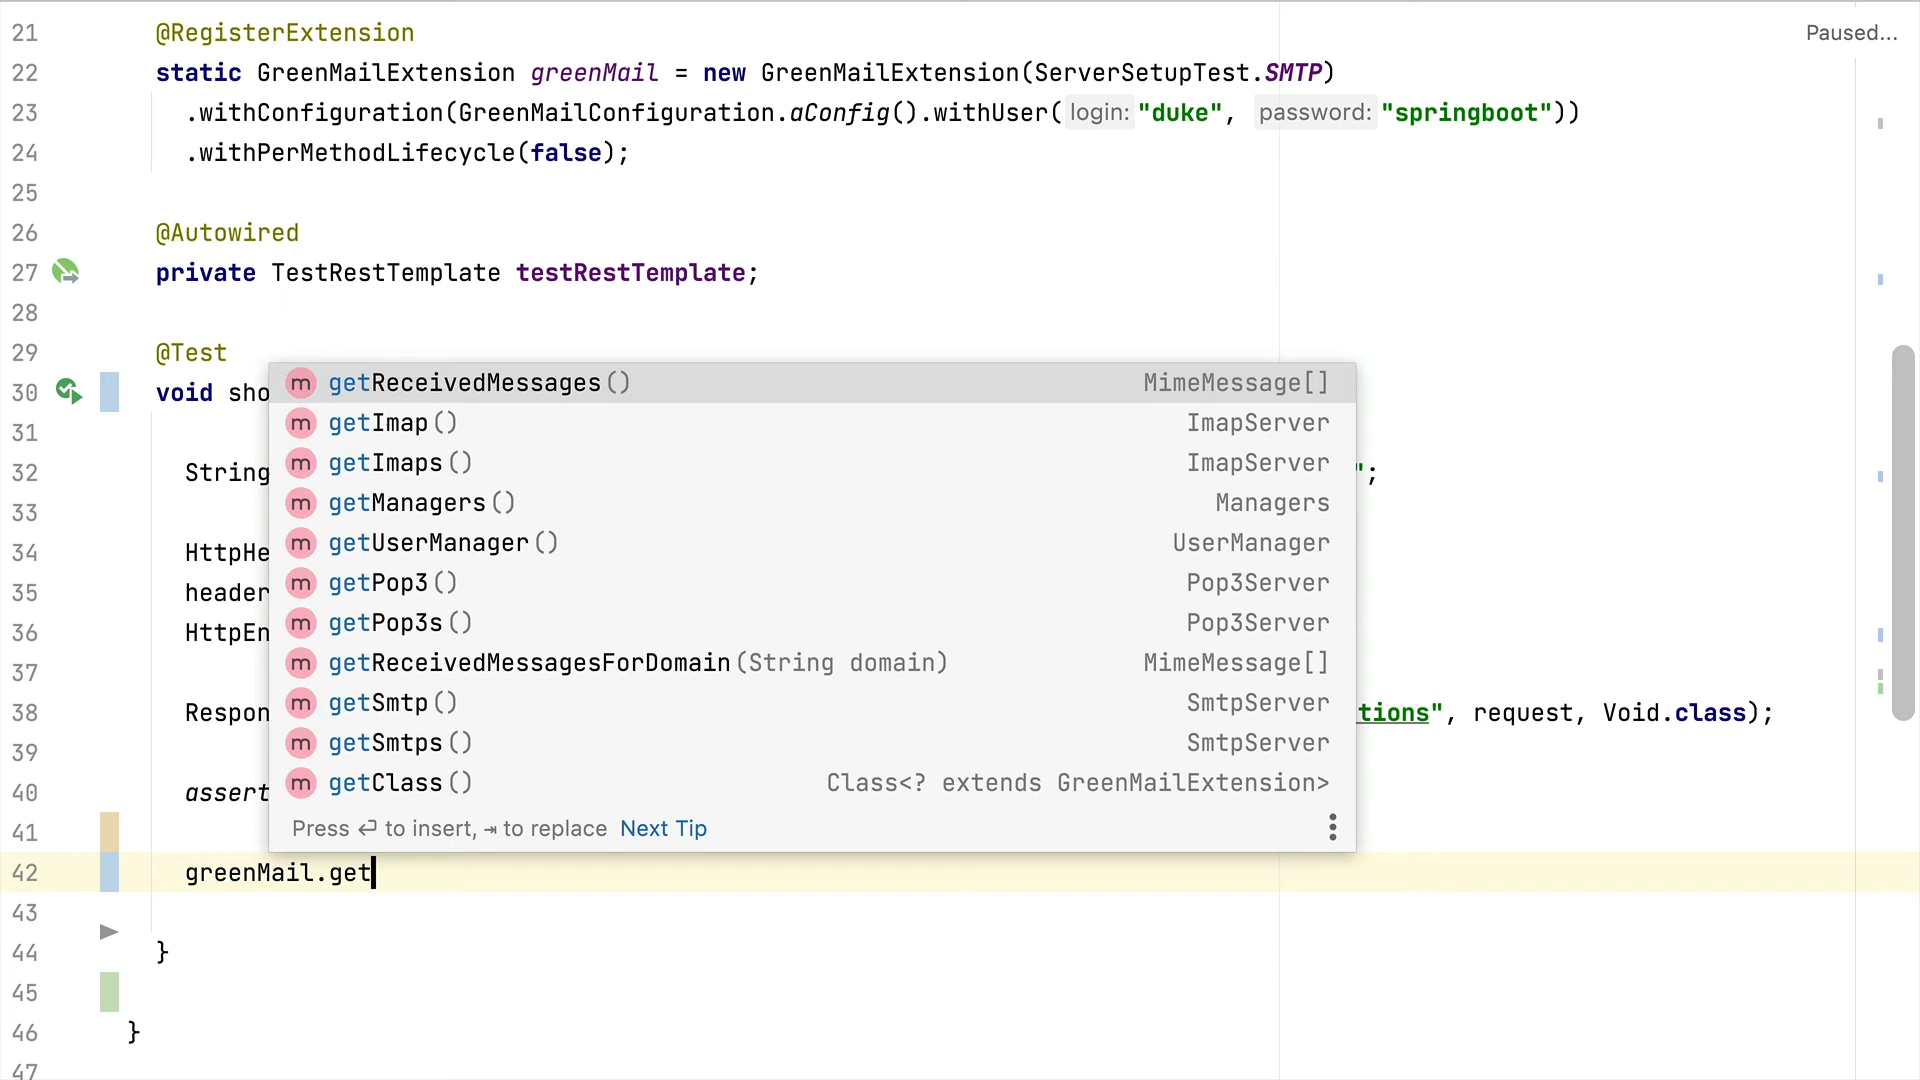 21 @RegisterExtension
Paused...
22 static GreenMailExtension greenMail = new GreenMailExtension(ServerSetupTest.SMTP)
23 .withConfiguration(GreenMailConfiguration.aConfig().withUser( login: "duke", password: "springboot"))
24 .withPerMethodLifecycle(false);
25
26 @Autowired
27 private TestRestTemplate testRestTemplate;
28
29 @Test
30 void sho
m getReceivedMessages() MimeMessage[]
31
m getImap() ImapServer
32 String ";
m getImaps() ImapServer
33
m getManagers() Managers
34 HttpHe
m getUserManager() UserManager
35 header
m getPop3() Pop3Server
36 HttpEn
m getPop3s() Pop3Server
37
m getReceivedMessagesForDomain(String domain) MimeMessage[]
38 Respon tions", request, Void.class);
m getSmtp() SmtpServer
39
m getSmtps() SmtpServer
40 assert
m getClass() Class<? extends GreenMailExtension>
41
Press ⏎ to insert, ⇥ to replace Next Tip
42 greenMail.get
43
44 }
45
46 }
47